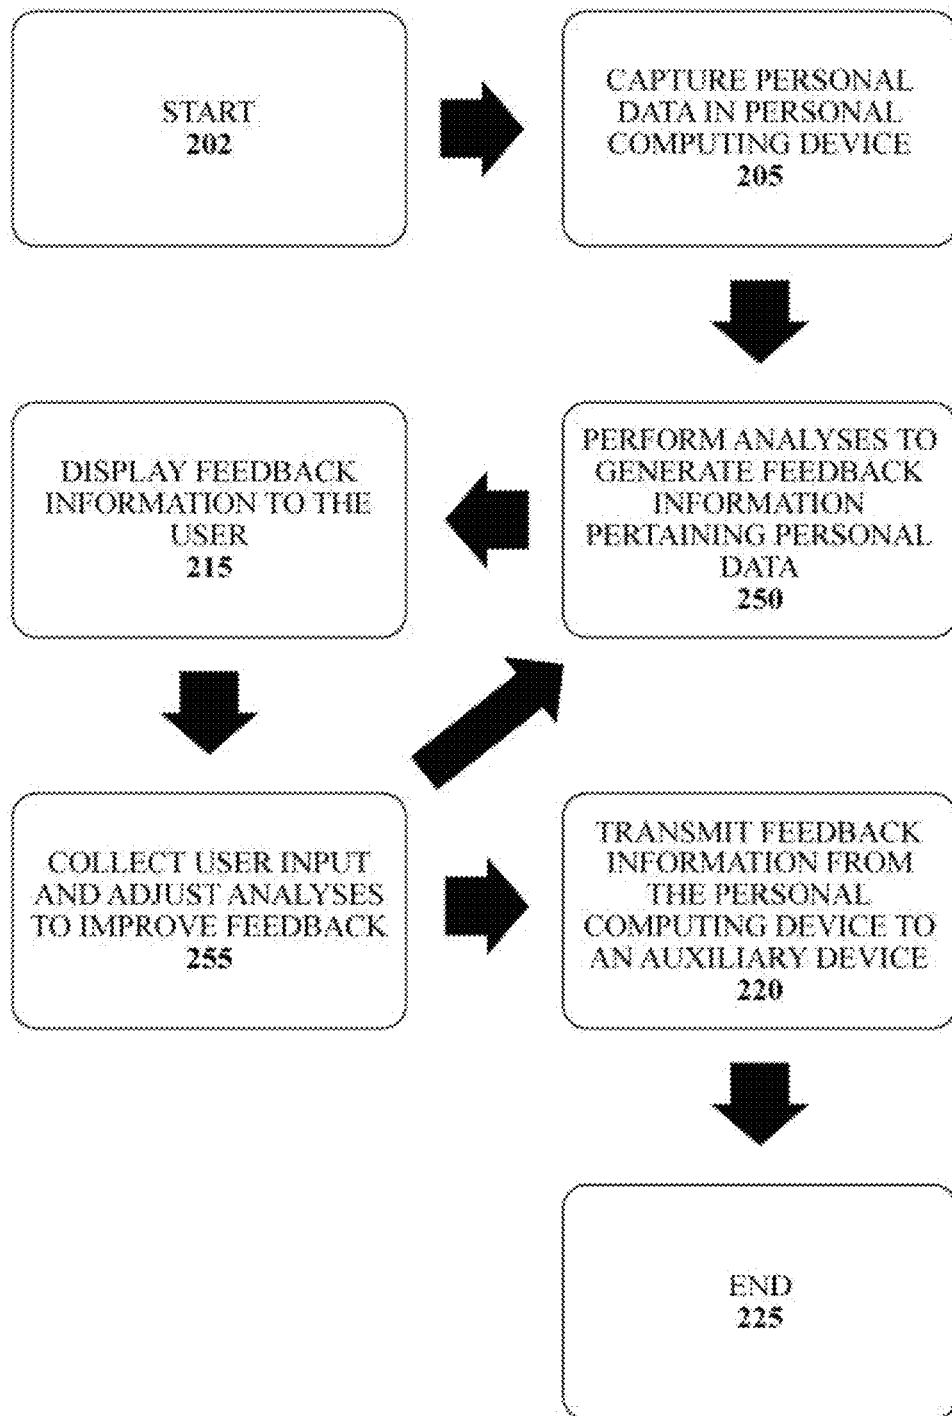 START
202
CAPTURE PERSONAL
DATA IN PERSONAL
COMPUTING DEVICE
205
PERFORM ANALYSES TO
GENERATE FEEDBACK
INFORMATION
PERTAINING PERSONAL
DATA
250
DISPLAY FEEDBACK
INFORMATION TO THE
USER
215
COLLECT USER INPUT
AND ADJUST ANALYSES
TO IMPROVE FEEDBACK
255
TRANSMIT FEEDBACK
INFORMATION FROM
THE PERSONAL
COMPUTING DEVICE TO
AN AUXILIARY DEVICE
220
END
225